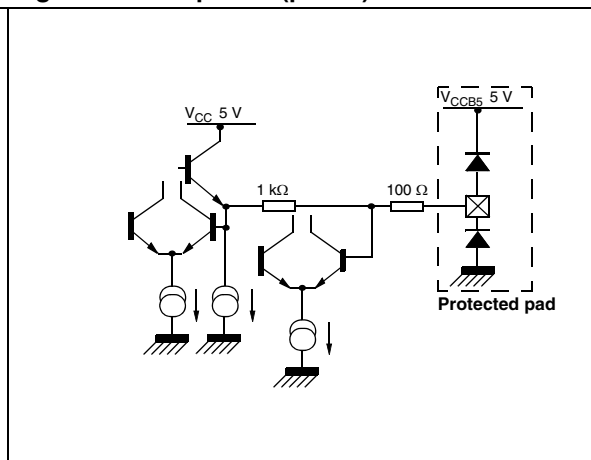 V_CC 5 V
V_CCB5 5 V
1 kΩ
100 Ω
Protected pad